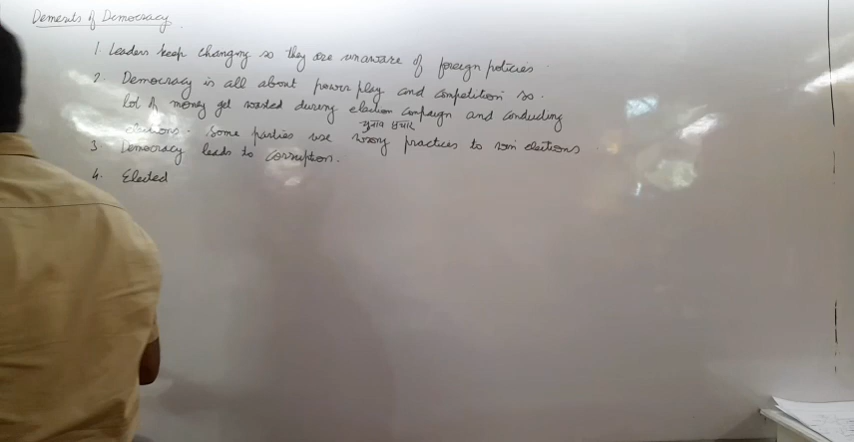 Demerits of Democracy
1. Leaders keep changing so they are unaware of foreign policies.
2. Democracy is all about power play and competition so.
lot of money get wasted during election campaign and conducting
चुनाव प्रचार
elections. Some parties use wrong practices to win elections
3. Democracy leads to corruption.
4. Elected